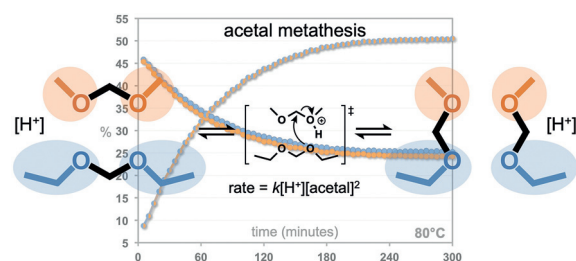 acetal metathesis
55
50
45
40
35
30
25
20
15
10
5
%
0
60
120
180
240
300
time (minutes)
80°C
[H⁺]
O
O
O
O
O
O
⊕
H
‡
O
O
rate = k[H⁺][acetal]²
O
O
O
O
[H⁺]